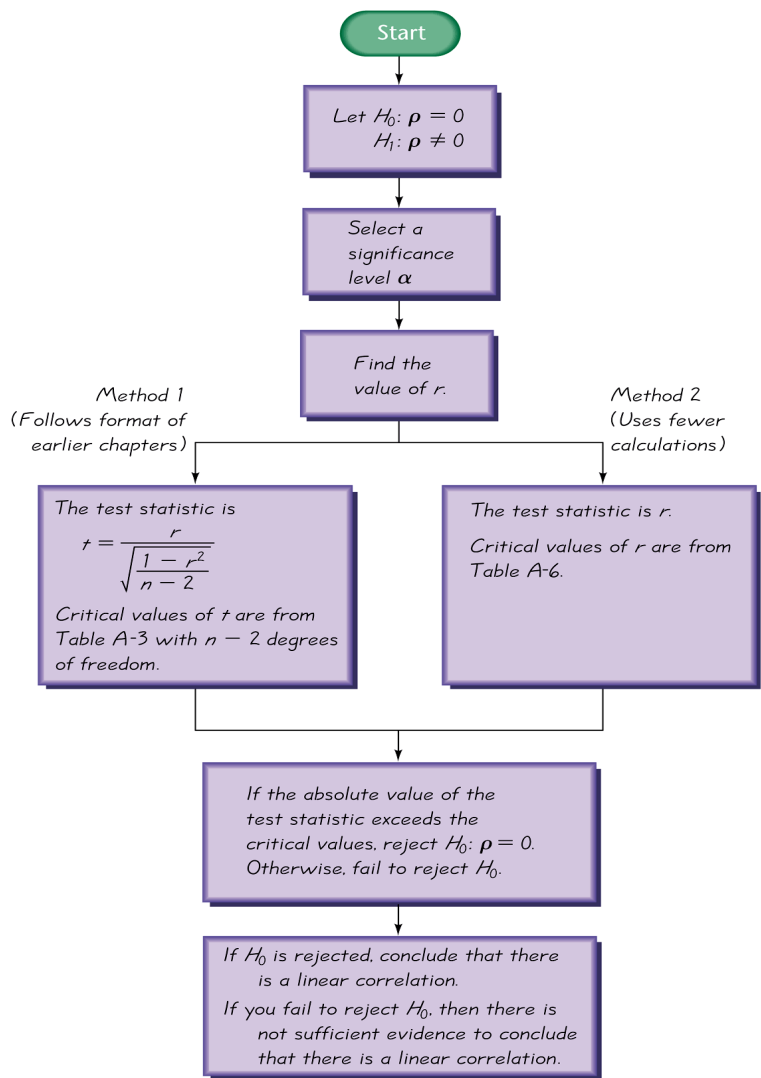 Start
Let H₀: ρ = 0
H₁: ρ ≠ 0
Select a
significance
level α
Find the
value of r.
Method 1
(Follows format of
earlier chapters)
Method 2
(Uses fewer
calculations)
The test statistic is
t = r / √((1 − r²) / (n − 2))
Critical values of t are from
Table A-3 with n − 2 degrees
of freedom.
The test statistic is r.
Critical values of r are from
Table A-6.
If the absolute value of the
test statistic exceeds the
critical values, reject H₀: ρ = 0.
Otherwise, fail to reject H₀.
If H₀ is rejected, conclude that there
is a linear correlation.
If you fail to reject H₀, then there is
not sufficient evidence to conclude
that there is a linear correlation.